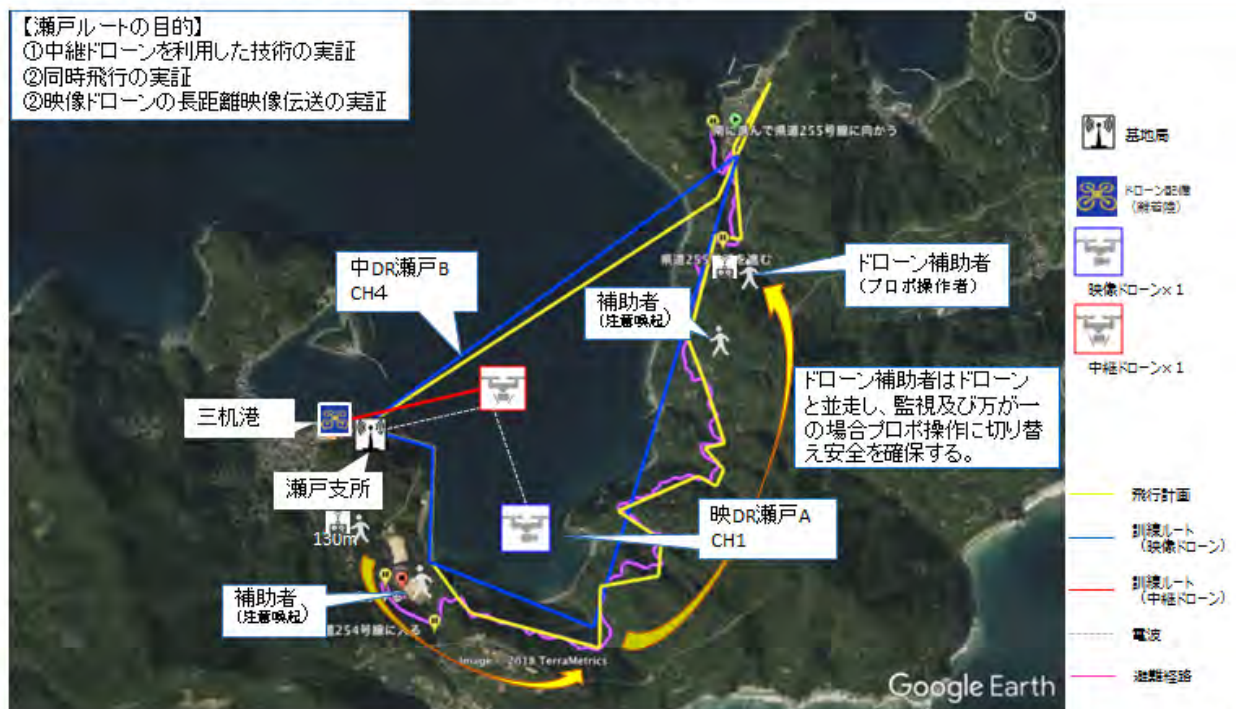 【瀬戸ルートの目的】
①中継ドローンを利用した技術の実証
②同時飛行の実証
②映像ドローンの長距離映像伝送の実証
南に進んで県道255号線に向かう
中DR瀬戸B
CH4
県道255
を進む
ドローン補助者
（プロポ操作者）
補助者
（注意喚起）
ドローン補助者はドローン
と並走し、監視及び万が一
の場合プロポ操作に切り替
え安全を確保する。
三机港
瀬戸支所
130m
映DR瀬戸A
CH1
補助者
（注意喚起）
道254号線に入る
Image © 2018 TerraMetrics
Google Earth
基地局
ドローン配備
（離着陸）
映像ドローン×1
中継ドローン×1
飛行計画
訓練ルート
（映像ドローン）
訓練ルート
（中継ドローン）
電波
避難経路